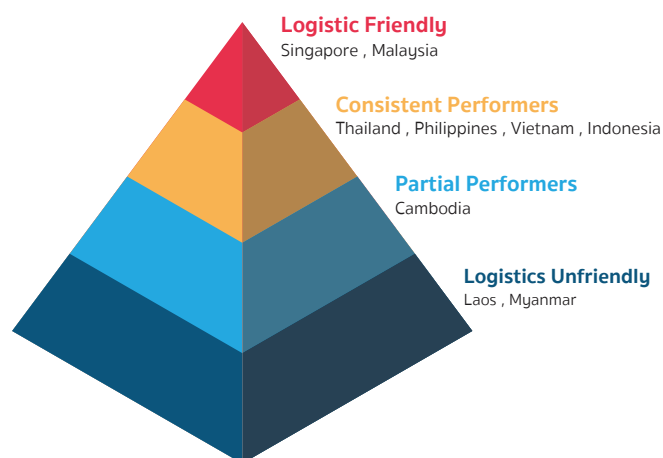 Logistic Friendly
Singapore , Malaysia
Consistent Performers
Thailand , Philippines , Vietnam , Indonesia
Partial Performers
Cambodia
Logistics Unfriendly
Laos , Myanmar